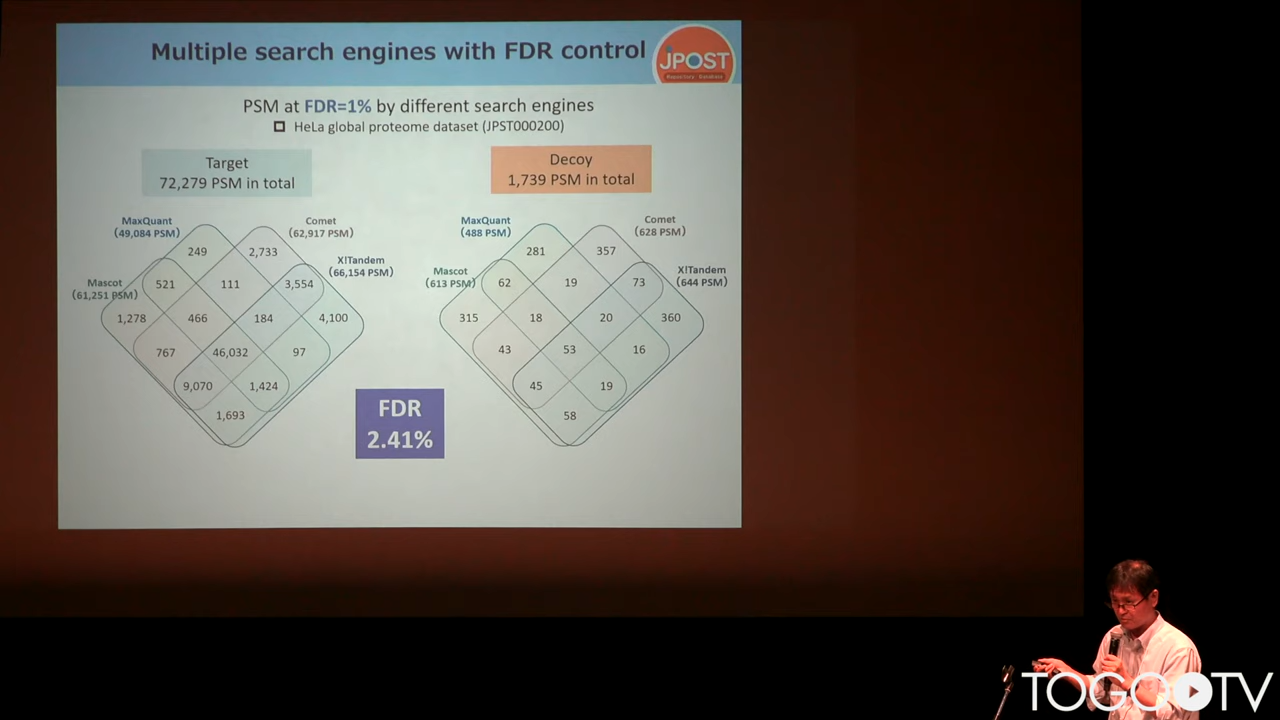 Multiple search engines with FDR control
jPOST
Repository Database
PSM at FDR=1% by different search engines
HeLa global proteome dataset (JPST000200)
Target
72,279 PSM in total
Decoy
1,739 PSM in total
MaxQuant
(49,084 PSM)
Comet
(62,917 PSM)
X!Tandem
(66,154 PSM)
Mascot
(61,251 PSM)
249
2,733
521
111
3,554
1,278
466
184
4,100
767
46,032
97
9,070
1,424
1,693
MaxQuant
(488 PSM)
Comet
(628 PSM)
X!Tandem
(644 PSM)
Mascot
(613 PSM)
281
357
62
19
73
315
18
20
360
43
53
16
45
19
58
FDR
2.41%
TOGOTV